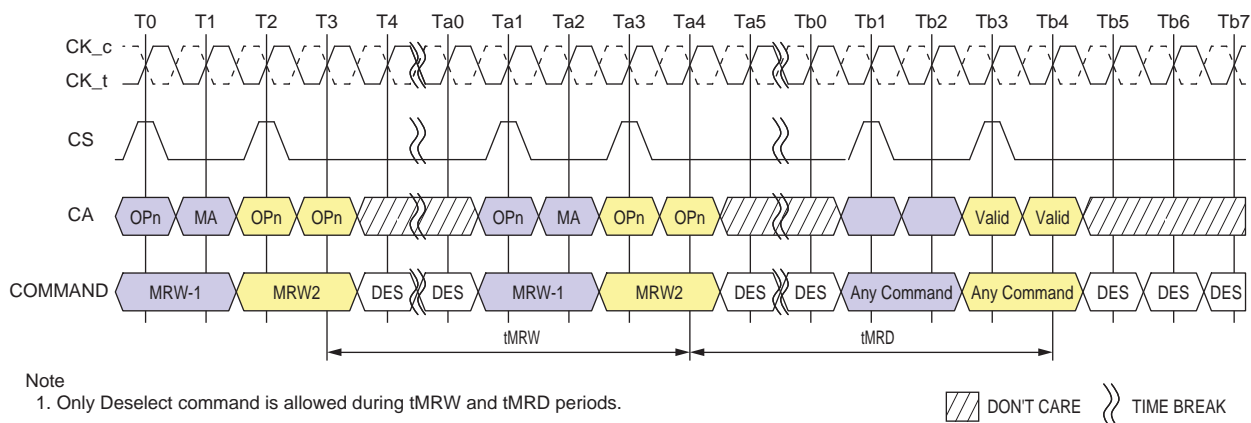 T0 T1 T2 T3 T4 Ta0 Ta1 Ta2 Ta3 Ta4 Ta5 Tb0 Tb1 Tb2 Tb3 Tb4 Tb5 Tb6 Tb7
CK_c
CK_t
CS
CA OPn MA OPn OPn OPn MA OPn OPn Valid Valid
COMMAND MRW-1 MRW2 DES DES MRW-1 MRW2 DES DES Any Command Any Command DES DES DES
tMRW tMRD
Note
1. Only Deselect command is allowed during tMRW and tMRD periods.
DON'T CARE TIME BREAK